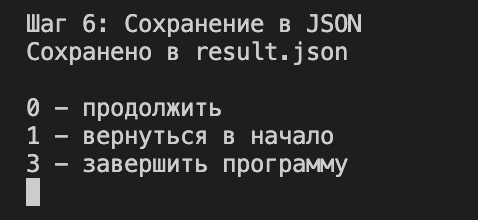 Шаг 6: Сохранение в JSON
Сохранено в result.json
0 – продолжить
1 – вернуться в начало
3 – завершить программу